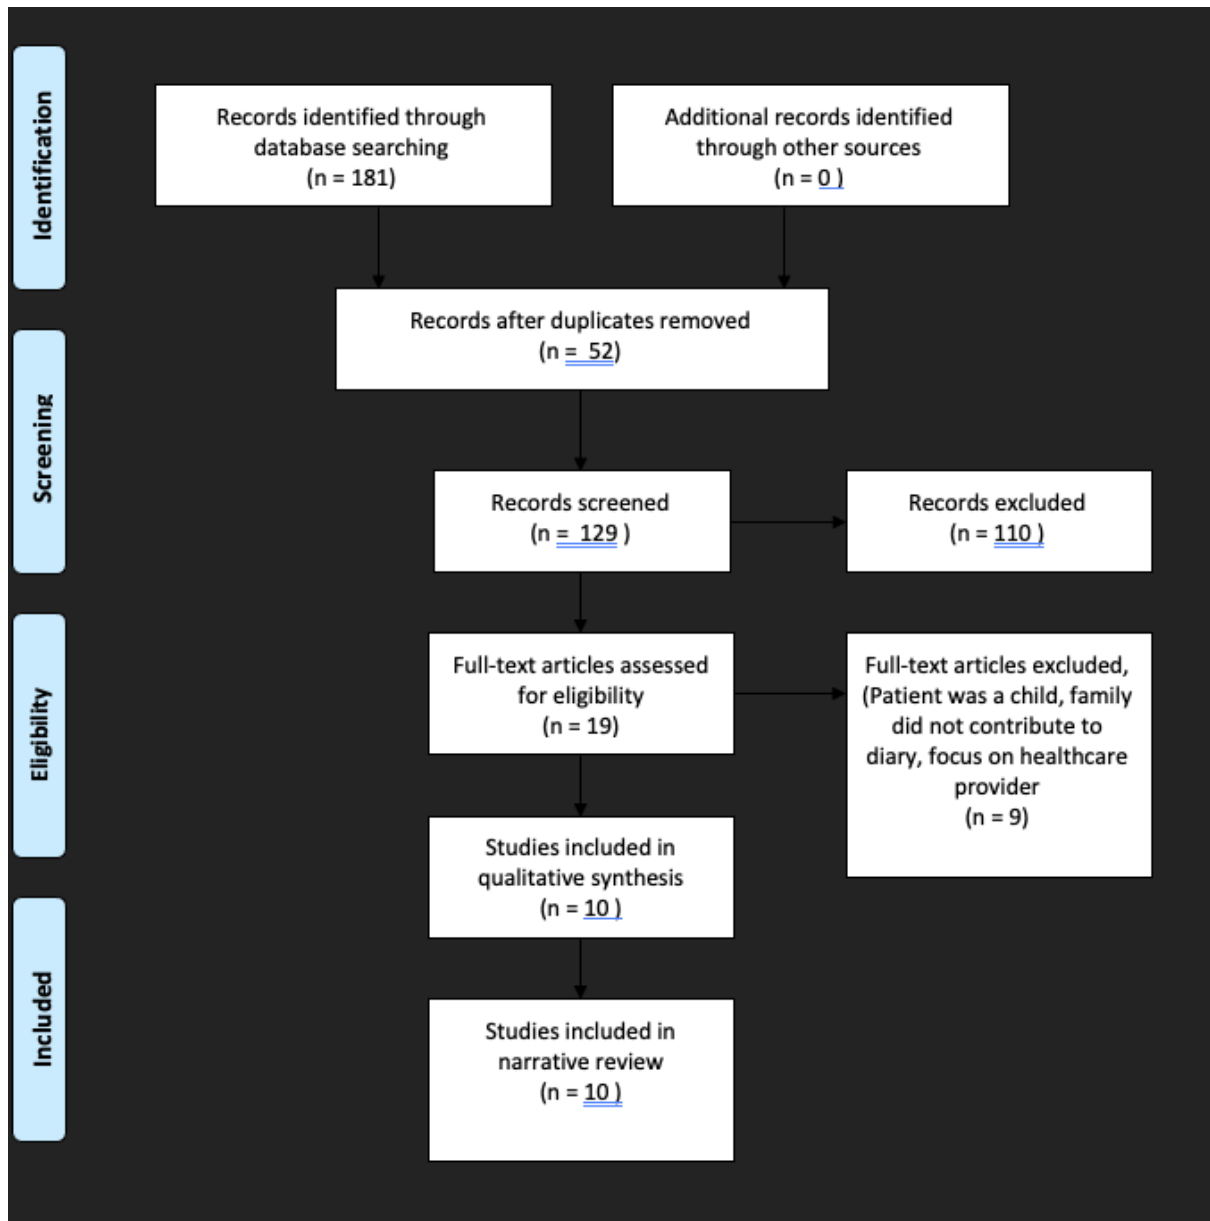 Identification
Records identified through
database searching
(n = 181)
Additional records identified
through other sources
(n = 0 )
Records after duplicates removed
(n =  52)
Screening
Records screened
(n =  129 )
Records excluded
(n = 110 )
Eligibility
Full-text articles assessed
for eligibility
(n = 19)
Full-text articles excluded,
(Patient was a child, family
did not contribute to
diary, focus on healthcare
provider
(n = 9)
Studies included in
qualitative synthesis
(n = 10 )
Included
Studies included in
narrative review
(n = 10 )